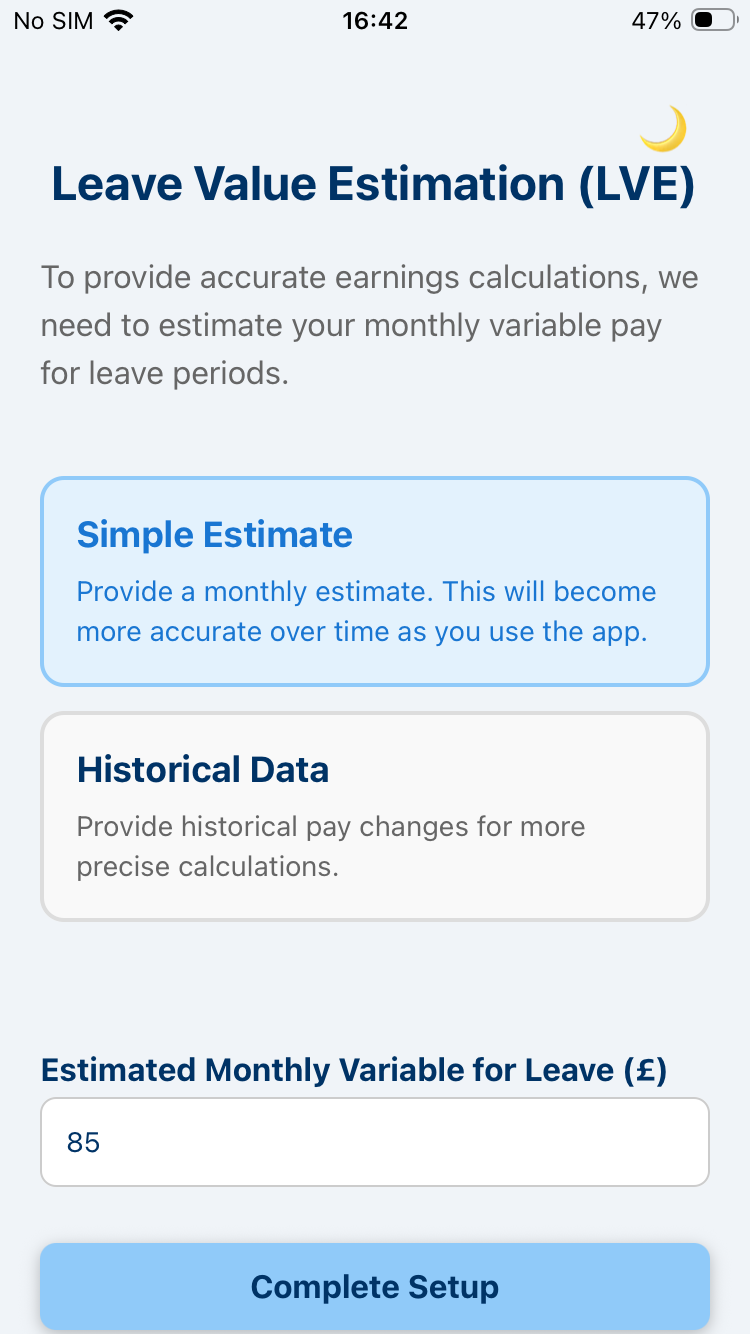 No SIM 16:42 47%
Leave Value Estimation (LVE)
To provide accurate earnings calculations, we
need to estimate your monthly variable pay
for leave periods.
Simple Estimate
Provide a monthly estimate. This will become
more accurate over time as you use the app.
Historical Data
Provide historical pay changes for more
precise calculations.
Estimated Monthly Variable for Leave (£)
85
Complete Setup